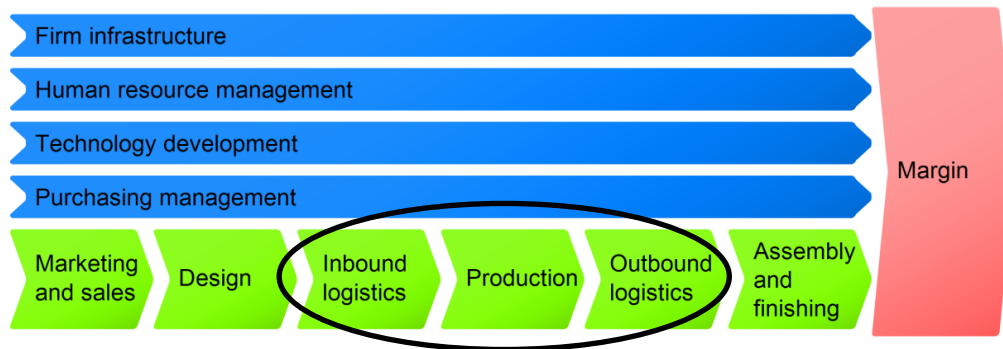 Firm infrastructure
Human resource management
Technology development
Purchasing management
Margin
Marketing
and sales
Design
Inbound
logistics
Production
Outbound
logistics
Assembly
and
finishing